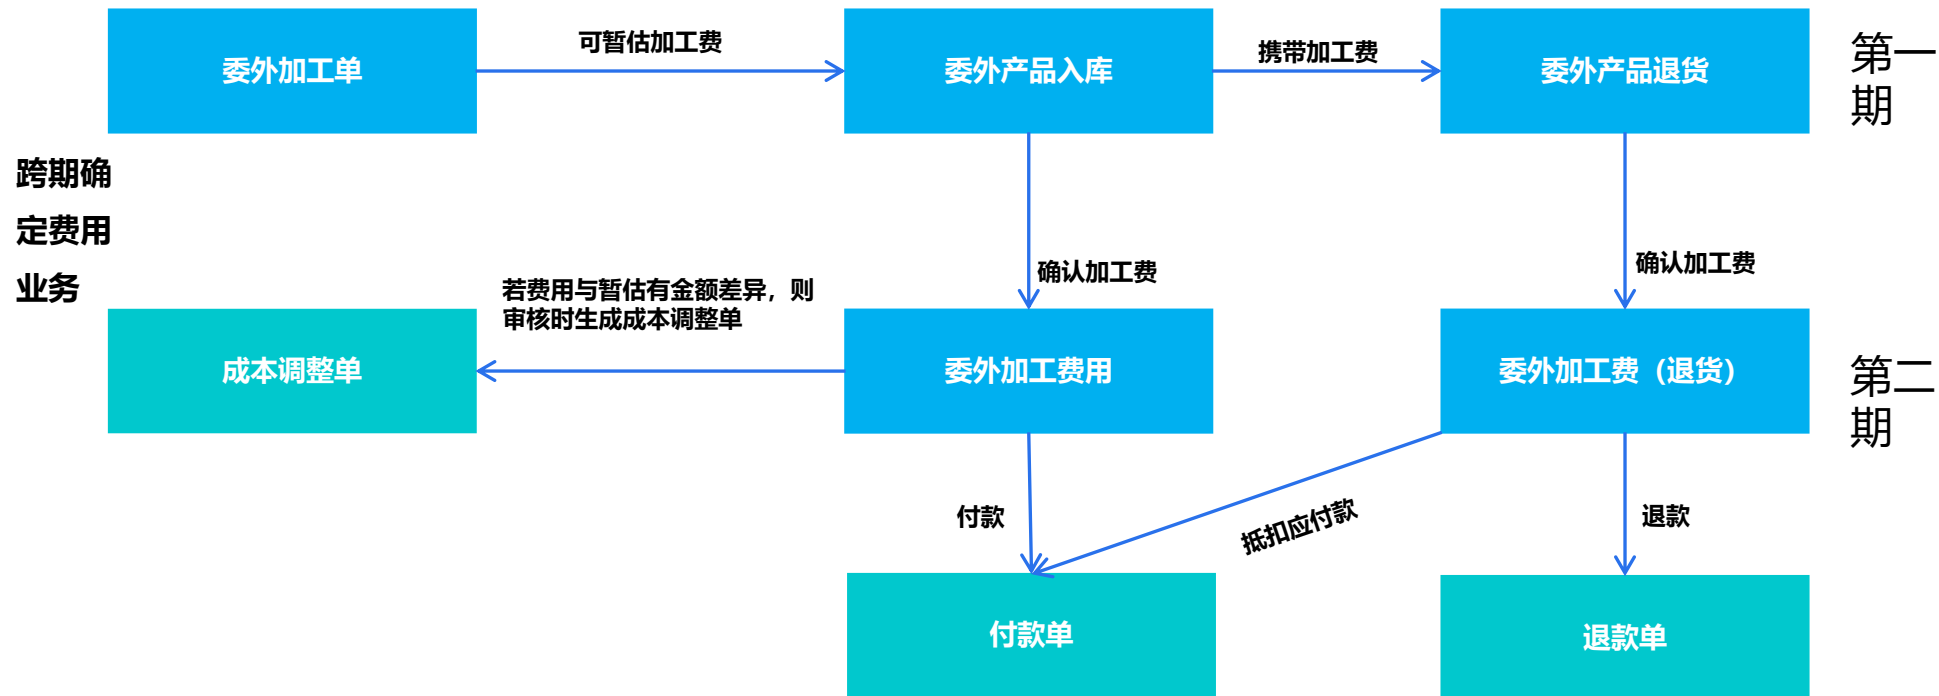 委外加工单
可暂估加工费
委外产品入库
携带加工费
委外产品退货
第一
期
跨期确
定费用
业务
确认加工费
确认加工费
若费用与暂估有金额差异，则
审核时生成成本调整单
成本调整单
委外加工费用
委外加工费（退货）
第二
期
付款
抵扣应付款
退款
付款单
退款单